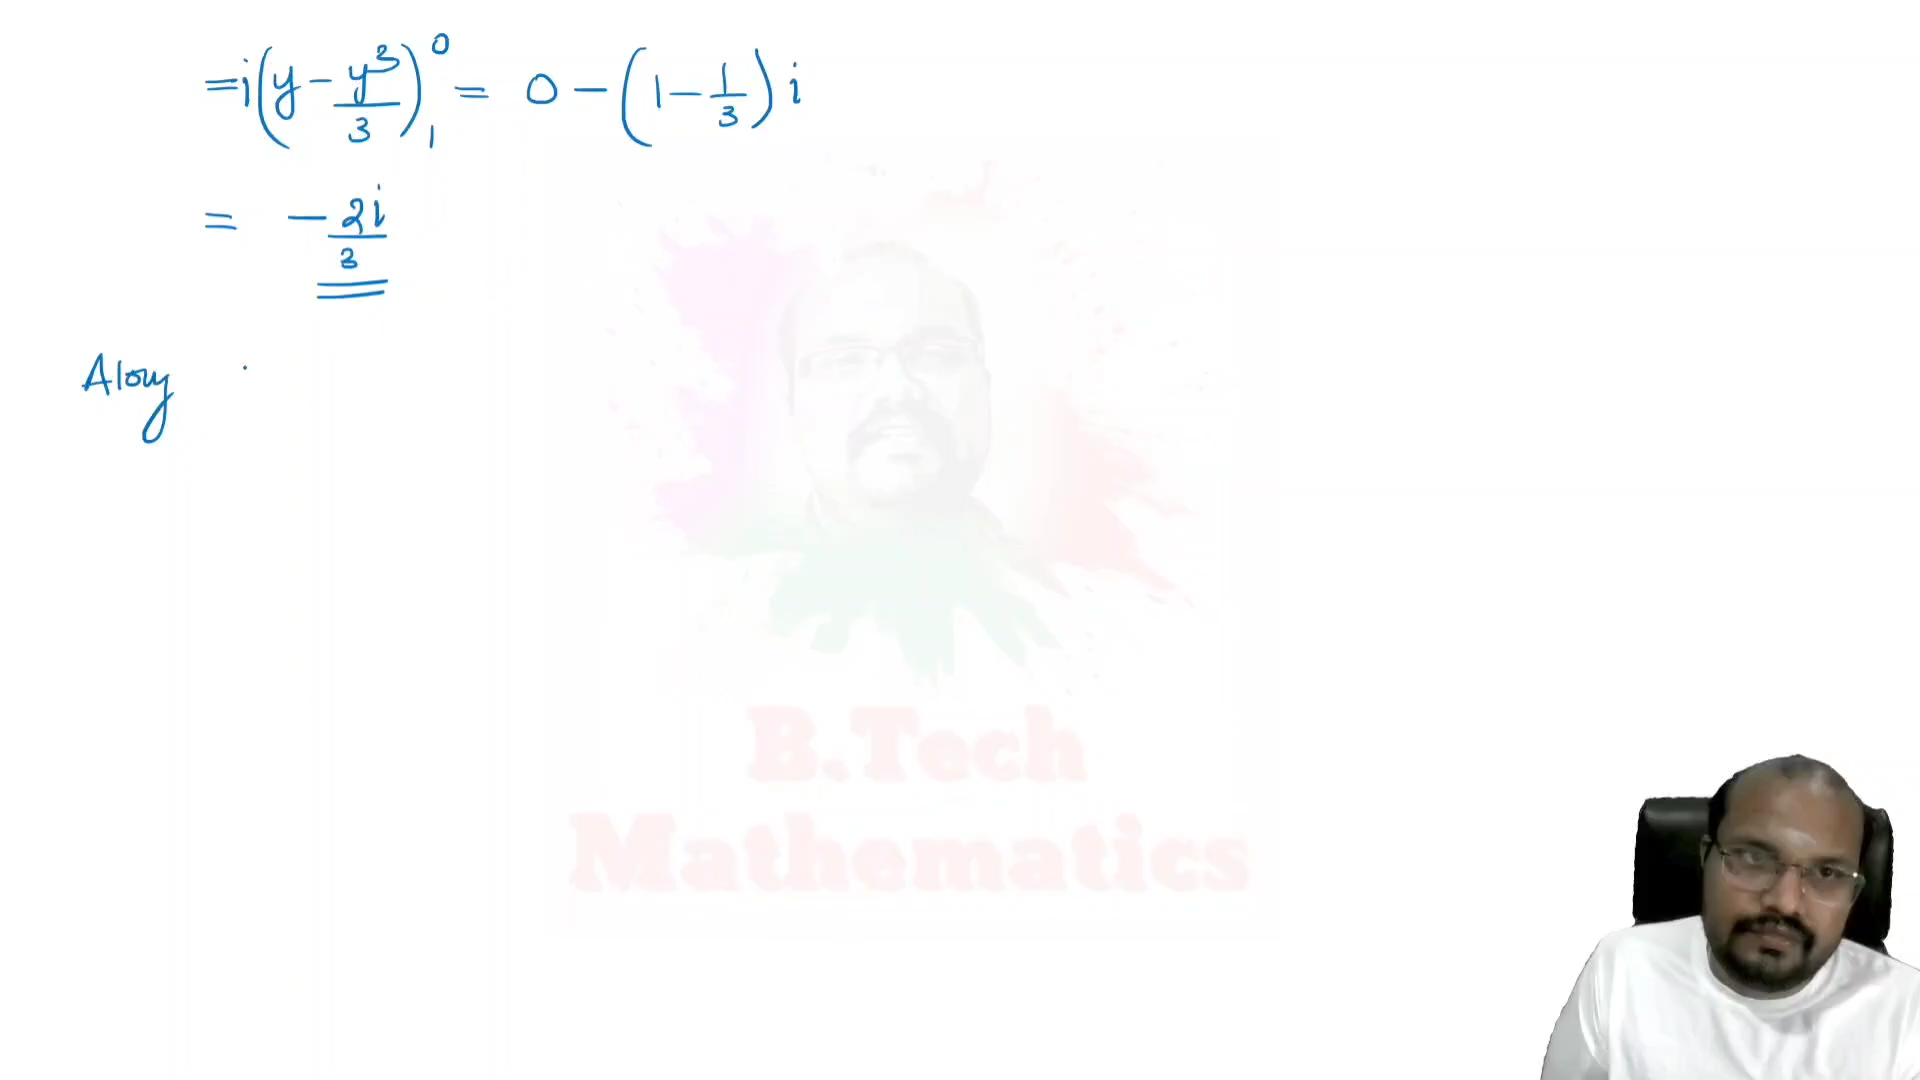 =i(y-y³/3)₁⁰ = 0-(1-1/3)i
= -2i/3
Along
B.Tech
Mathematics